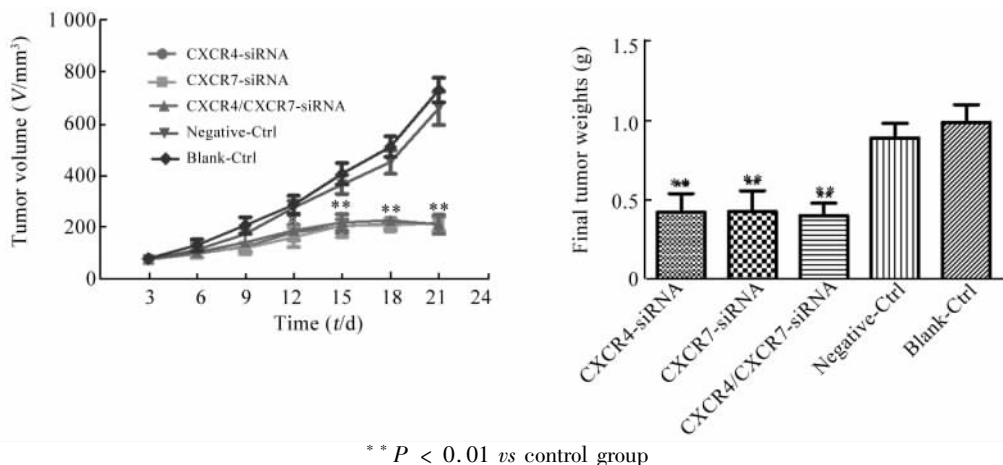 1 000
800
600
400
200
0
Tumor volume (V/mm³)
CXCR4-siRNA
CXCR7-siRNA
CXCR4/CXCR7-siRNA
Negative-Ctrl
Blank-Ctrl
*
**
**
**
3 6 9 12 15 18 21 24
Time (t/d)
1.5
1.0
0.5
0
Final tumor weights (g)
**
**
**
CXCR4-siRNA
CXCR7-siRNA
CXCR4/CXCR7-siRNA
Negative-Ctrl
Blank-Ctrl
** P < 0.01 vs control group